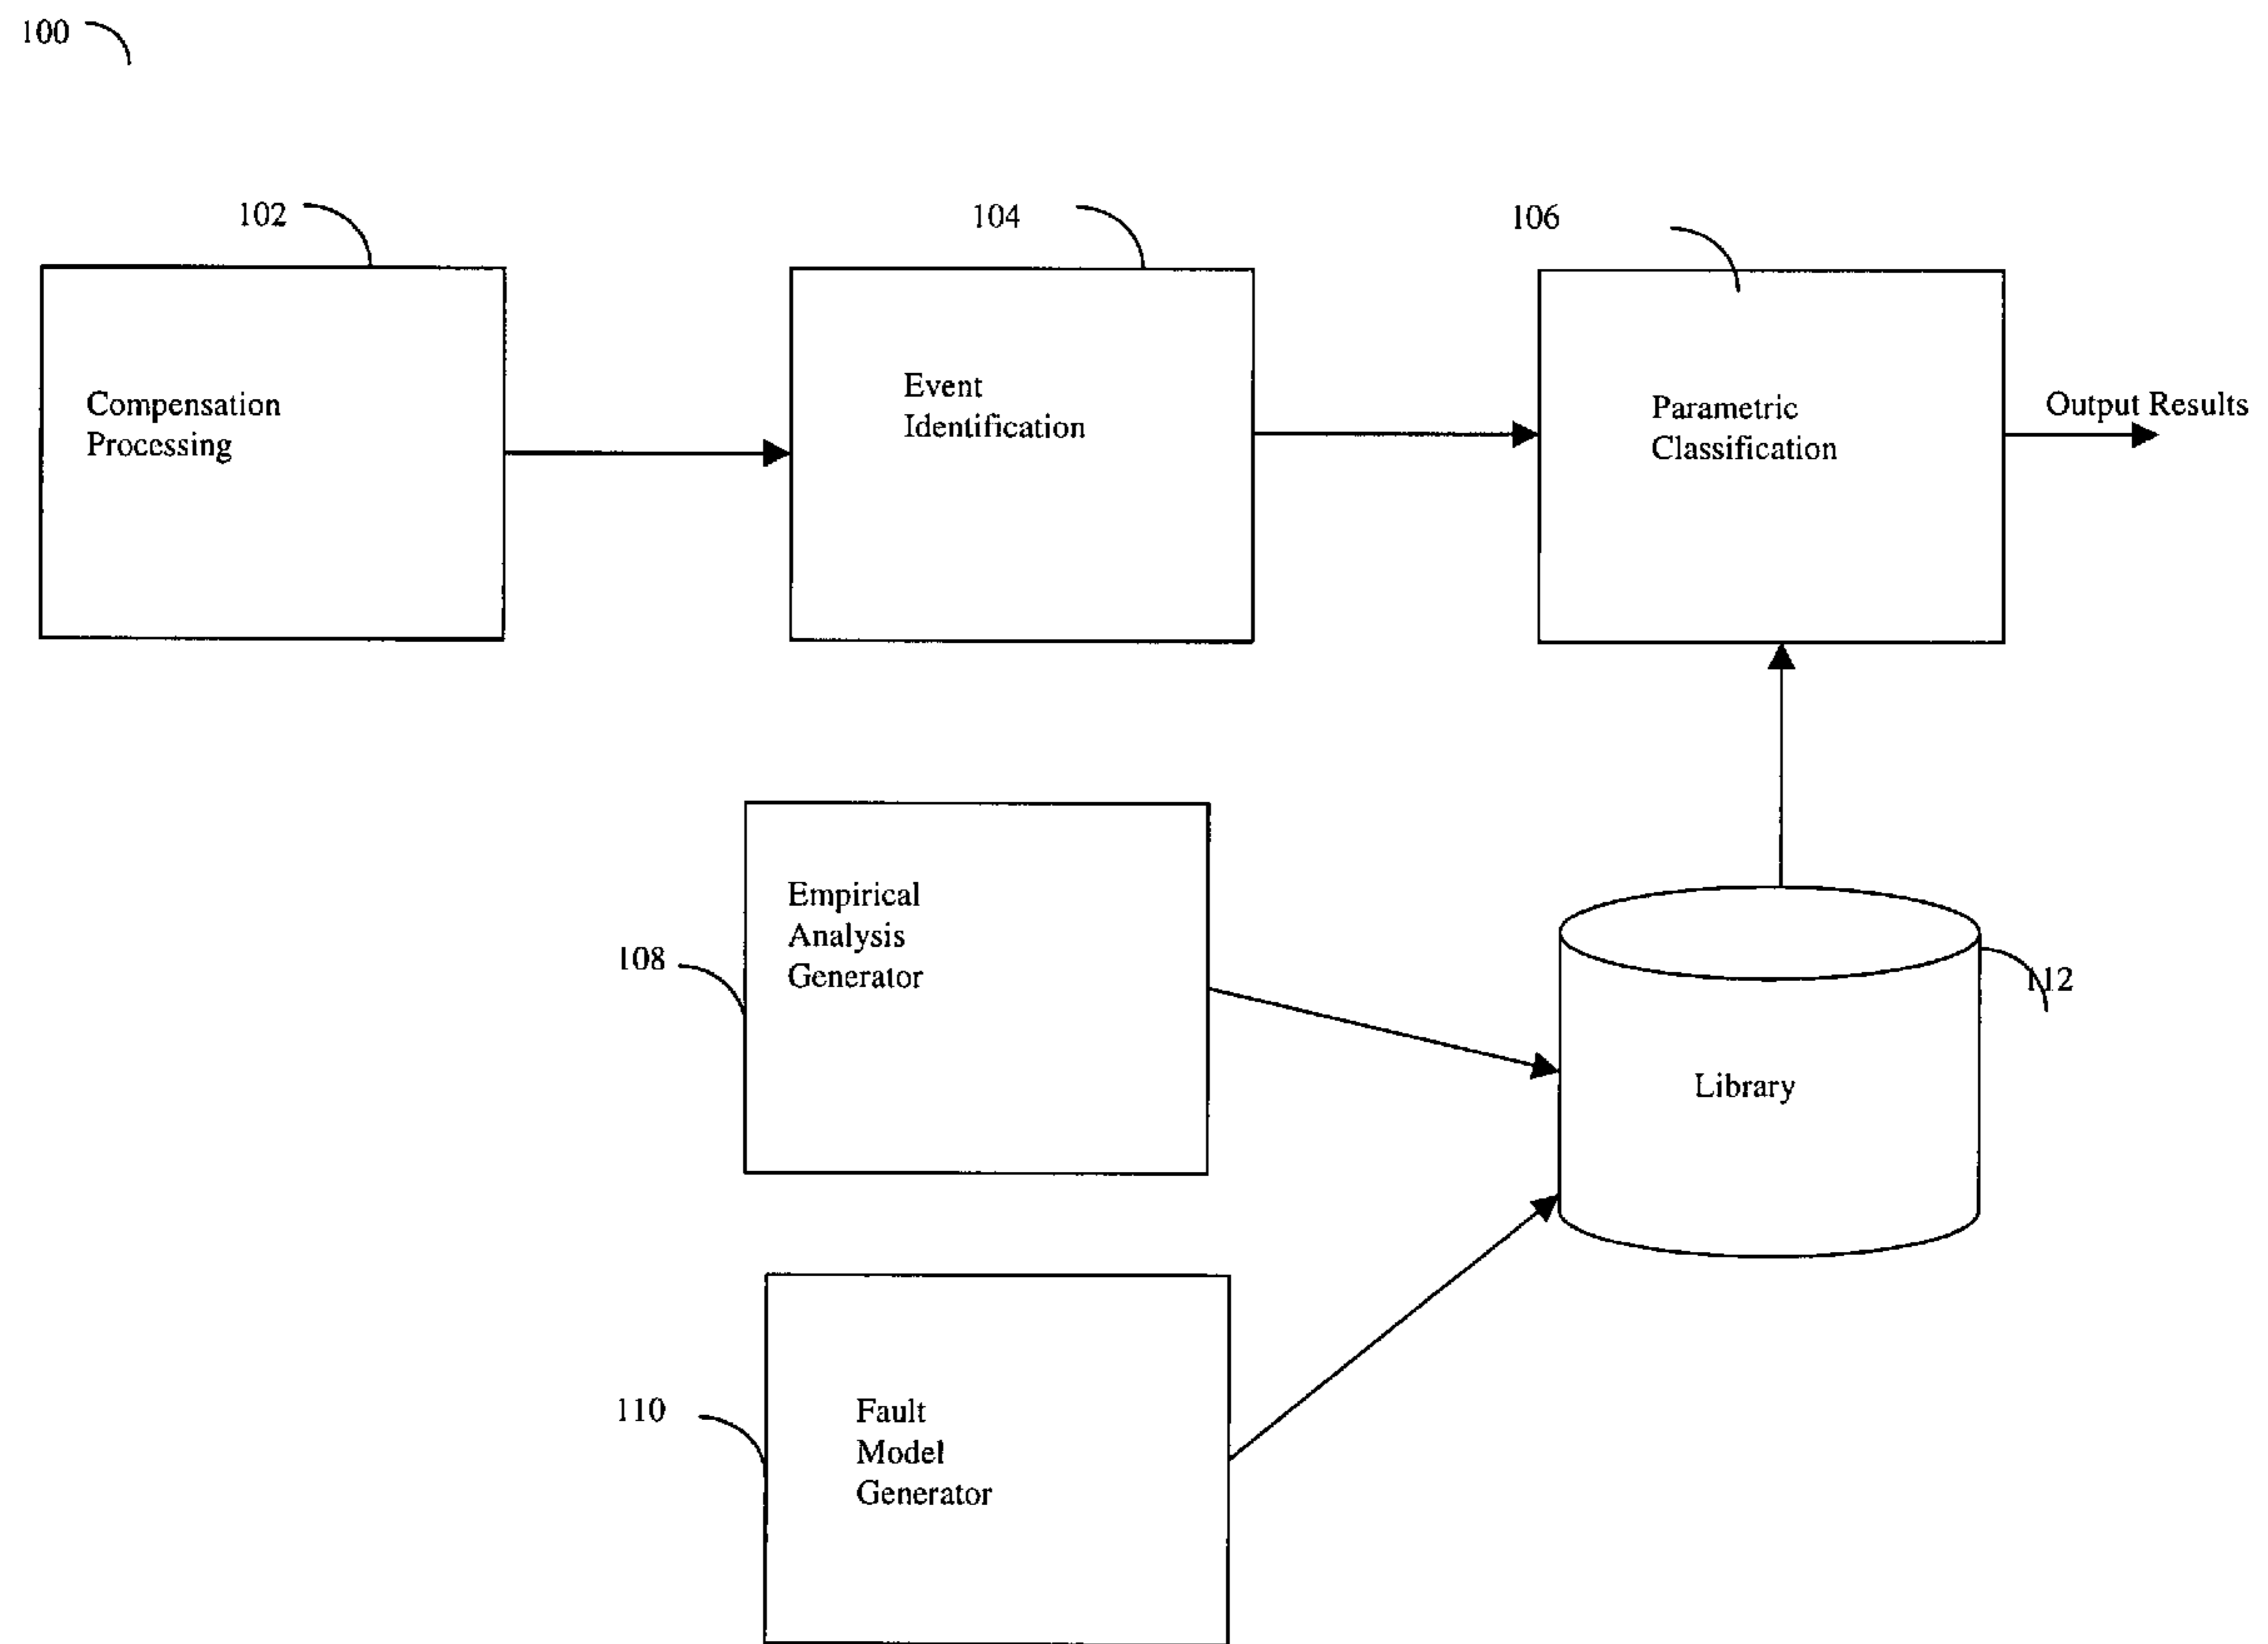 100
102
104
106
Compensation
Processing
Event
Identification
Parametric
Classification
Output Results
108
Empirical
Analysis
Generator
112
Library
110
Fault
Model
Generator